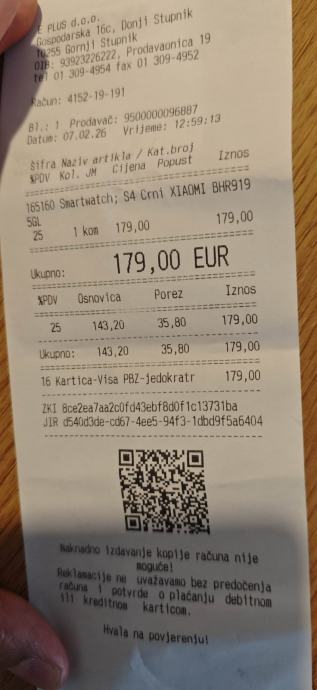 E PLUS d.o.o.
Gospodarska 16c, Donji Stupnik
10255 Gornji Stupnik
OIB: 93923226222, Prodavaonica 19
tel 01 309-4954 fax 01 309-4952
Račun: 4152-19-191
Bl.: 1 Prodavač: 9500000096887
Datum: 07.02.26 Vrijeme: 12:59:13
Šifra Naziv artikla / Kat.broj
%PDV Kol. JM Cijena Popust Iznos
165160 Smartwatch; S4 Crni XIAOMI BHR919
5GL
25 1 kom 179,00 179,00
Ukupno: 179,00 EUR
%PDV Osnovica Porez Iznos
25 143,20 35,80 179,00
Ukupno: 143,20 35,80 179,00
16 Kartica-Visa PBZ-jedokratr 179,00
ZKI 8ce2ea7aa2c0fd43ebf8d0f1c13731ba
JIR d540d3de-cd67-4ee5-94f3-1dbd9f5a6404
Naknadno izdavanje kopije računa nije
moguće!
Reklamacije ne uvažavamo bez predočenja
računa i potvrde o plaćanju debitnom
ili kreditnom karticom.
Hvala na povjerenju!